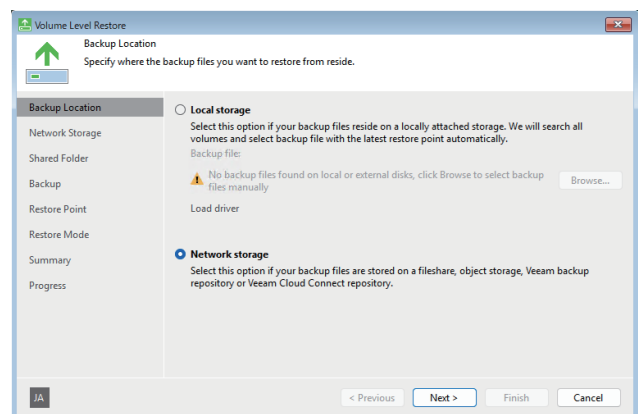 Volume Level Restore
Backup Location
Specify where the backup files you want to restore from reside.
Backup Location
Network Storage
Shared Folder
Backup
Restore Point
Restore Mode
Summary
Progress
Local storage
Select this option if your backup files reside on a locally attached storage. We will search all
volumes and select backup file with the latest restore point automatically.
Backup file:
No backup files found on local or external disks, click Browse to select backup
files manually
Browse...
Load driver
Network storage
Select this option if your backup files are stored on a fileshare, object storage, Veeam backup
repository or Veeam Cloud Connect repository.
JA
< Previous
Next >
Finish
Cancel